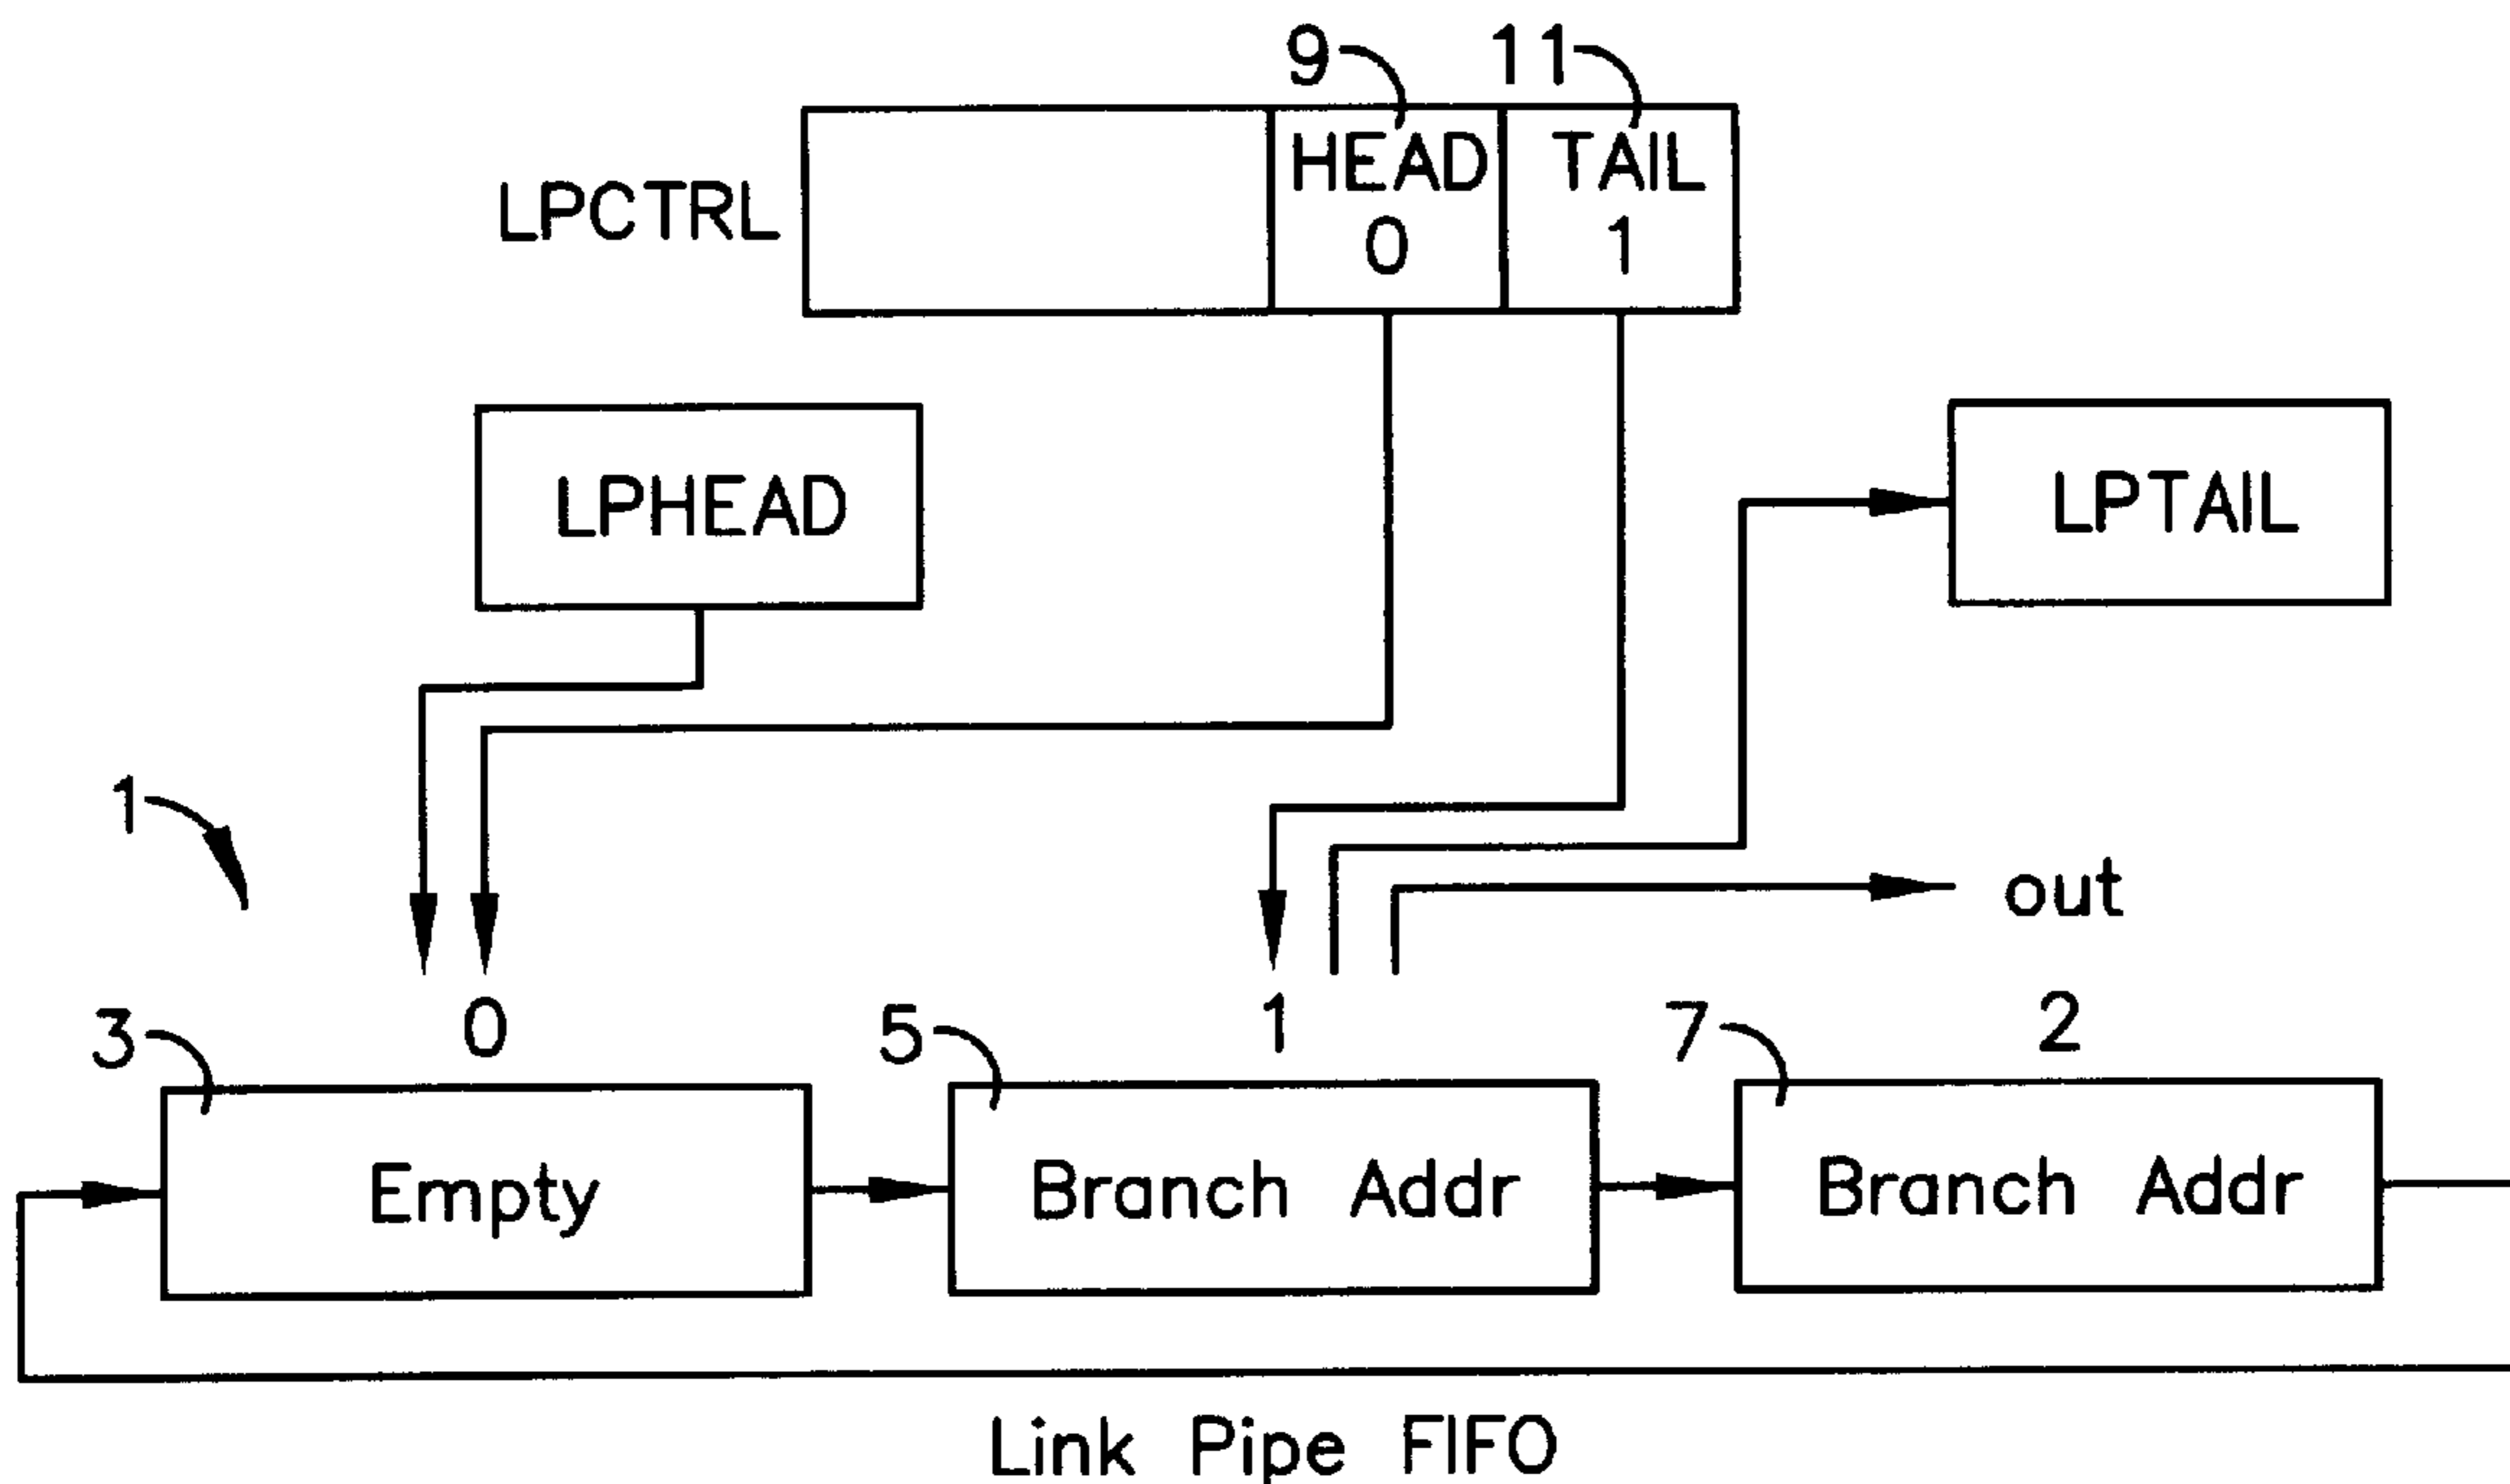 9 11
LPCTRL
HEAD TAIL
0 1
LPHEAD
LPTAIL
1
out
3 0 5 1 7 2
Empty
Branch Addr
Branch Addr
Link Pipe FIFO